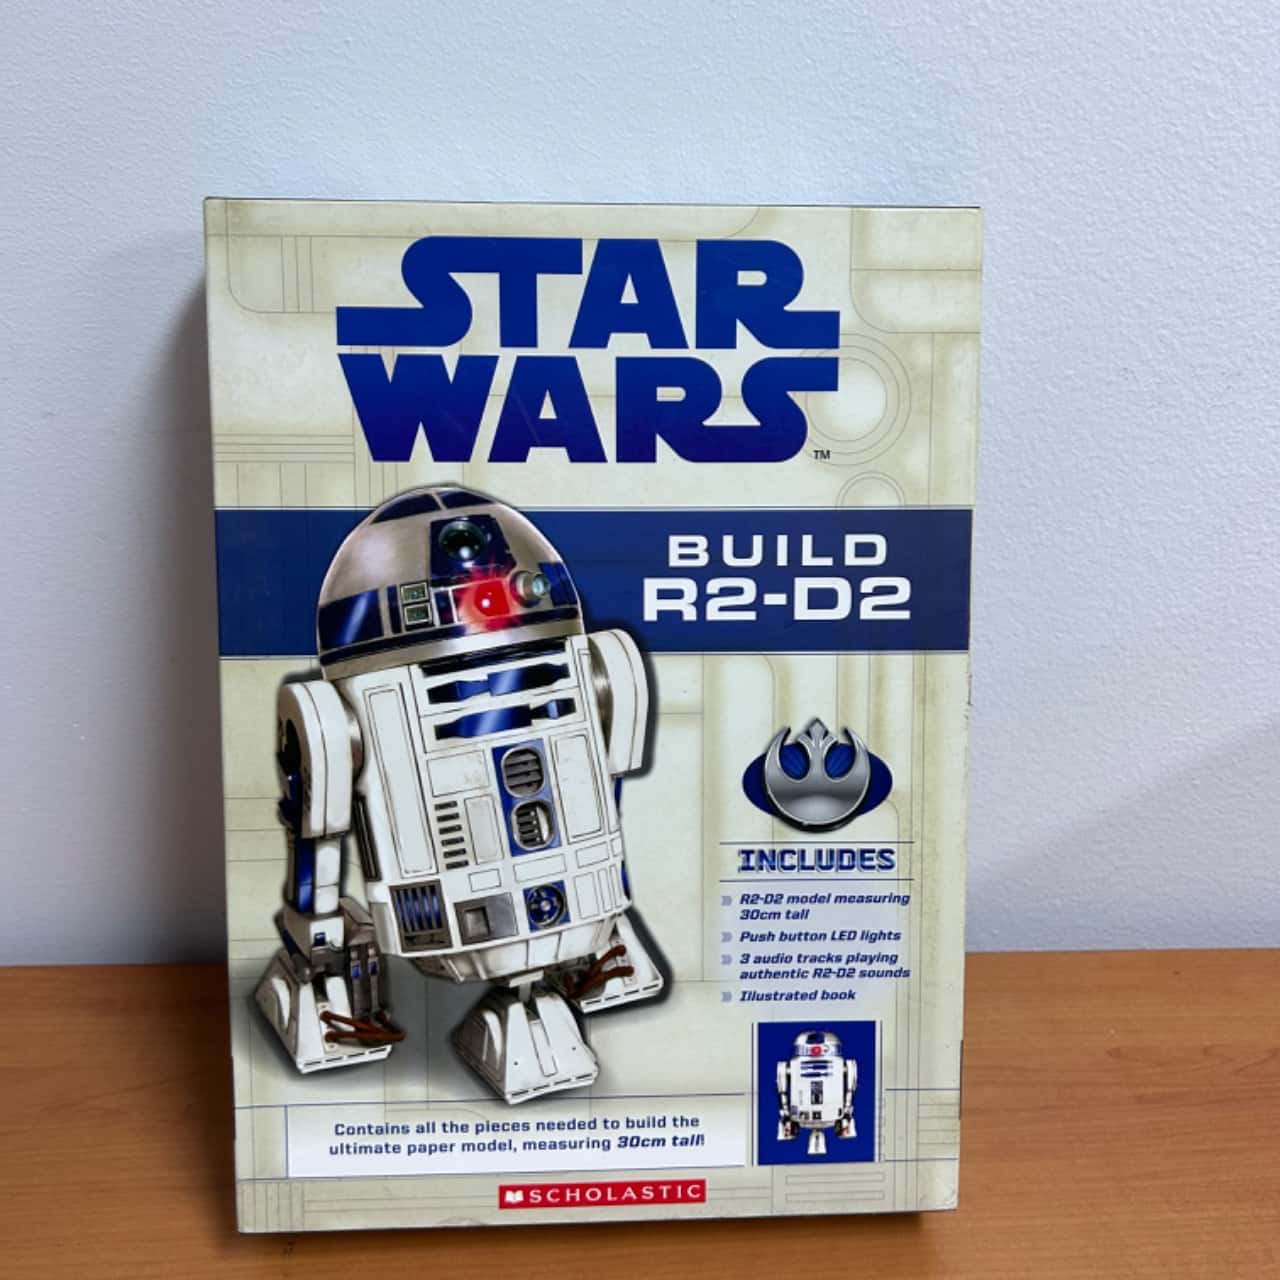 STAR
WARS
TM
BUILD
R2-D2
INCLUDES
R2-D2 model measuring
30cm tall
Push button LED lights
3 audio tracks playing
authentic R2-D2 sounds
Illustrated book
Contains all the pieces needed to build the
ultimate paper model, measuring 30cm tall!
SCHOLASTIC